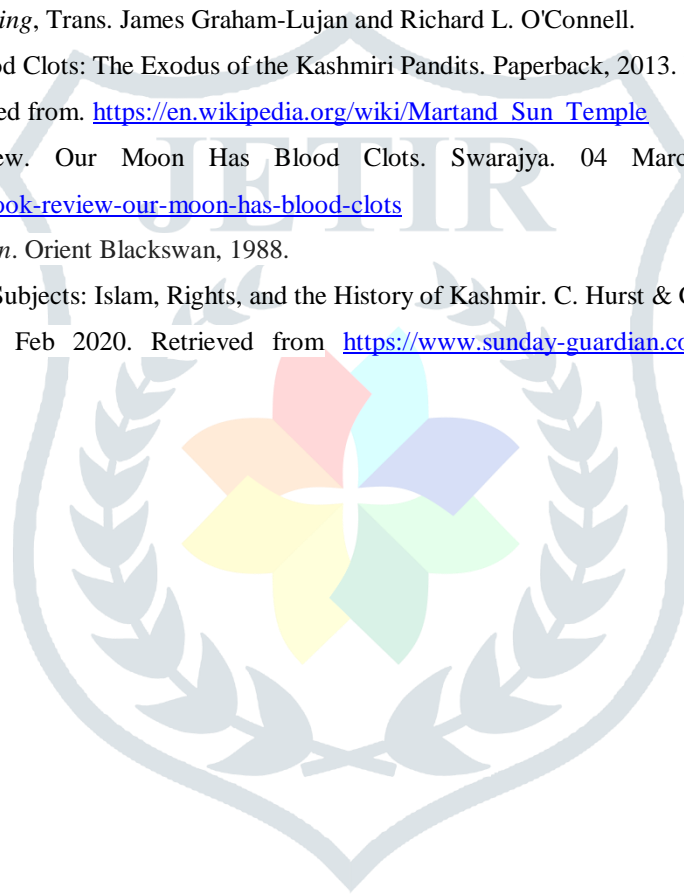 ing, Trans. James Graham-Lujan and Richard L. O'Connell.
od Clots: The Exodus of the Kashmiri Pandits. Paperback, 2013.
ed from. https://en.wikipedia.org/wiki/Martand_Sun_Temple
ew. Our Moon Has Blood Clots. Swarajya. 04 Marc
ook-review-our-moon-has-blood-clots
n. Orient Blackswan, 1988.
Subjects: Islam, Rights, and the History of Kashmir. C. Hurst & C
Feb 2020. Retrieved from https://www.sunday-guardian.co
JETIR